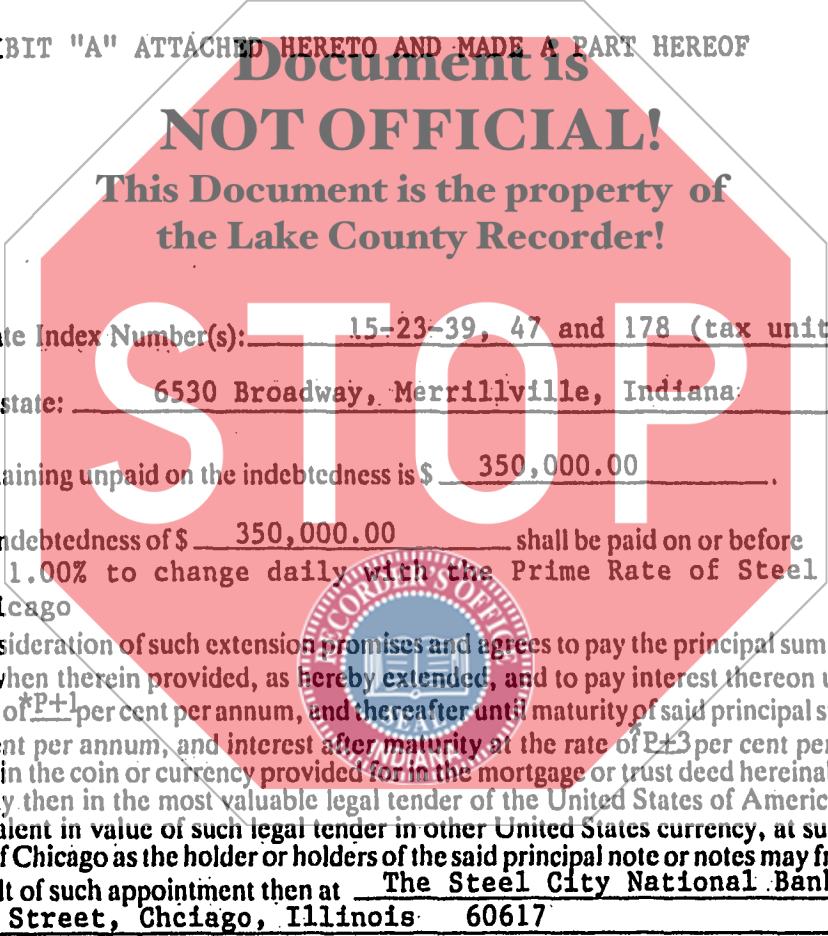 BIT "A" ATTACHED HERETO AND MADE A PART HEREOF
Document is
NOT OFFICIAL!
This Document is the property of
the Lake County Recorder!
STOP
te Index Number(s): 15-23-39, 47 and 178 (tax unit
state: 6530 Broadway, Merrillville, Indiana
aining unpaid on the indebtedness is $ 350,000.00 .
ndebtedness of $ 350,000.00 shall be paid on or before
1.00% to change daily with the Prime Rate of Steel
icago
sideration of such extension promises and agrees to pay the principal sum
when therein provided, as hereby extended, and to pay interest thereon u
of *P+1 per cent per annum, and thereafter until maturity of said principal s
nt per annum, and interest after maturity at the rate of *P+3 per cent per
in the coin or currency provided for in the mortgage or trust deed hereina
y then in the most valuable legal tender of the United States of Americ
alent in value of such legal tender in other United States currency, at su
f Chicago as the holder or holders of the said principal note or notes may fr
lt of such appointment then at The Steel City National Bank
Street, Chciago, Illinois 60617
RECORDER'S OFFICE
SEAL
INDIANA